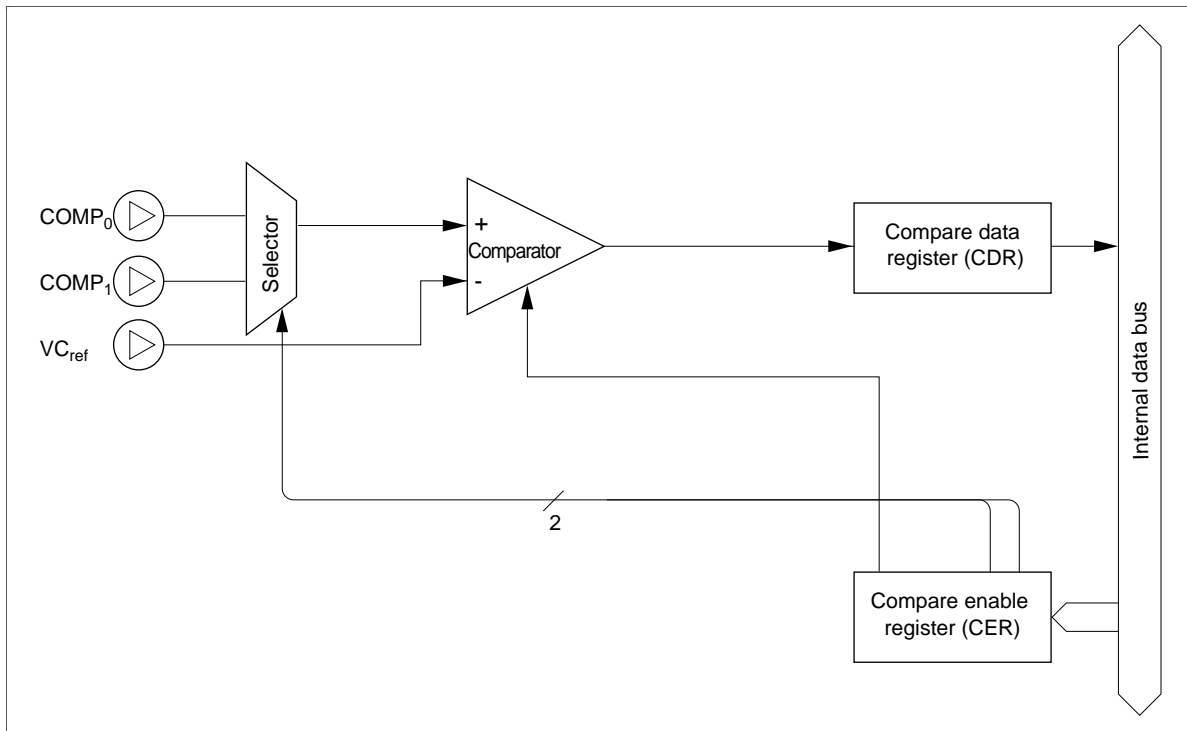 COMP0
COMP1
VCref
Selector
+
-
Comparator
Compare data
register (CDR)
Internal data bus
2
Compare enable
register (CER)